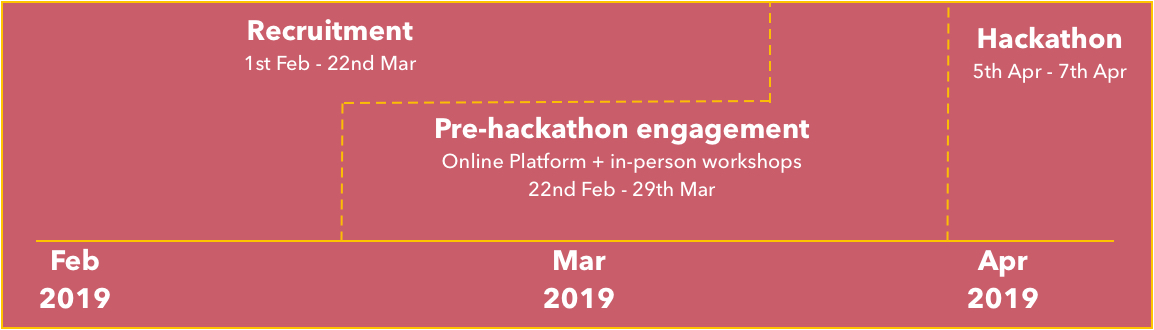 Recruitment
1st Feb - 22nd Mar
Hackathon
5th Apr - 7th Apr
Pre-hackathon engagement
Online Platform + in-person workshops
22nd Feb - 29th Mar
Feb
2019
Mar
2019
Apr
2019